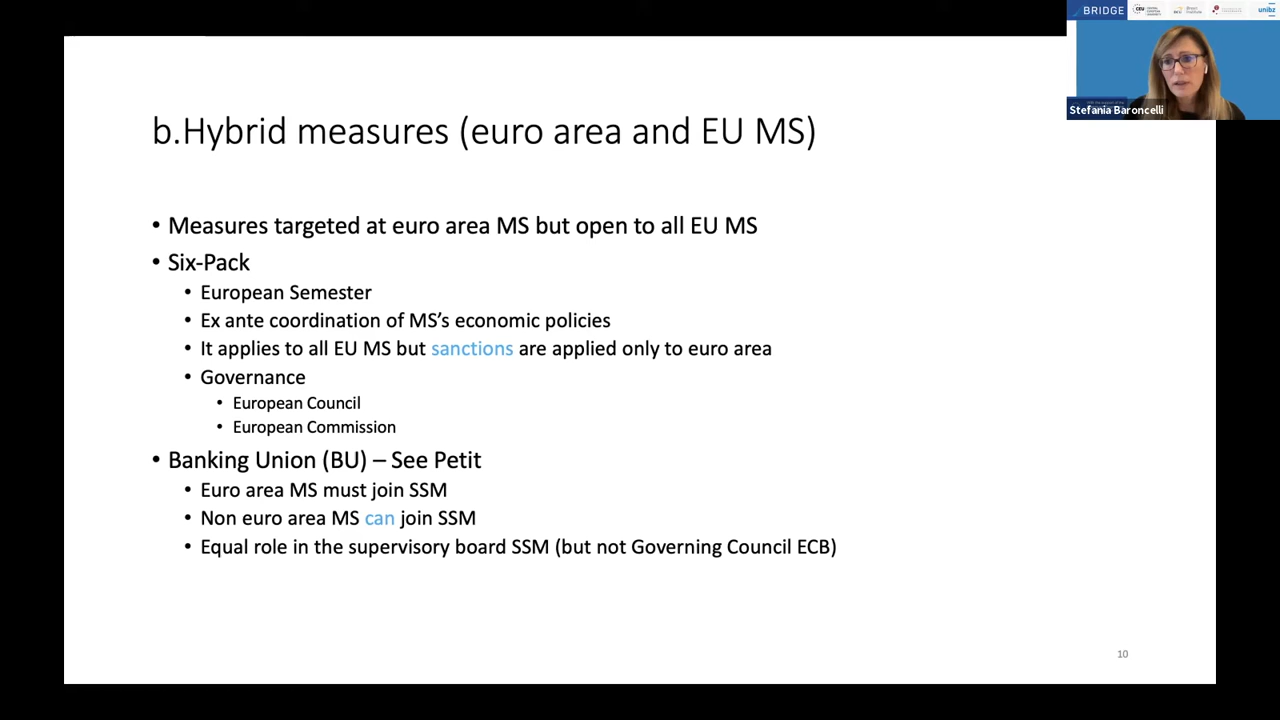 BRIDGE
CEU
unibz
Stefania Baroncelli
b.Hybrid measures (euro area and EU MS)
• Measures targeted at euro area MS but open to all EU MS
• Six-Pack
• European Semester
• Ex ante coordination of MS’s economic policies
• It applies to all EU MS but sanctions are applied only to euro area
• Governance
• European Council
• European Commission
• Banking Union (BU) – See Petit
• Euro area MS must join SSM
• Non euro area MS can join SSM
• Equal role in the supervisory board SSM (but not Governing Council ECB)
10